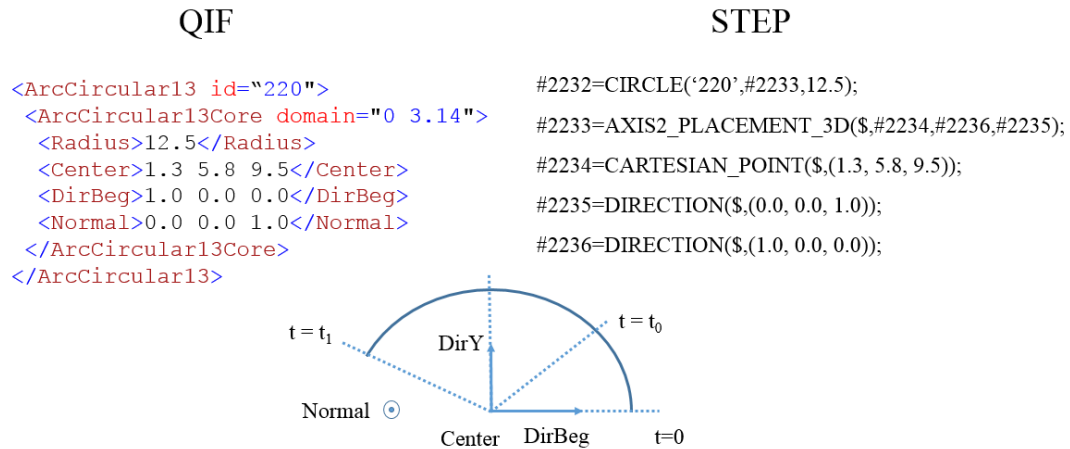 QIF
<ArcCircular13 id=“220">
<ArcCircular13Core domain="0 3.14">
<Radius>12.5</Radius>
<Center>1.3 5.8 9.5</Center>
<DirBeg>1.0 0.0 0.0</DirBeg>
<Normal>0.0 0.0 1.0</Normal>
</ArcCircular13Core>
</ArcCircular13>
STEP
#2232=CIRCLE(‘220’,#2233,12.5);
#2233=AXIS2_PLACEMENT_3D($,#2234,#2236,#2235);
#2234=CARTESIAN_POINT($,(1.3, 5.8, 9.5));
#2235=DIRECTION($,(0.0, 0.0, 1.0));
#2236=DIRECTION($,(1.0, 0.0, 0.0));
t = t1
DirY
t = t0
Normal
Center
DirBeg
t=0